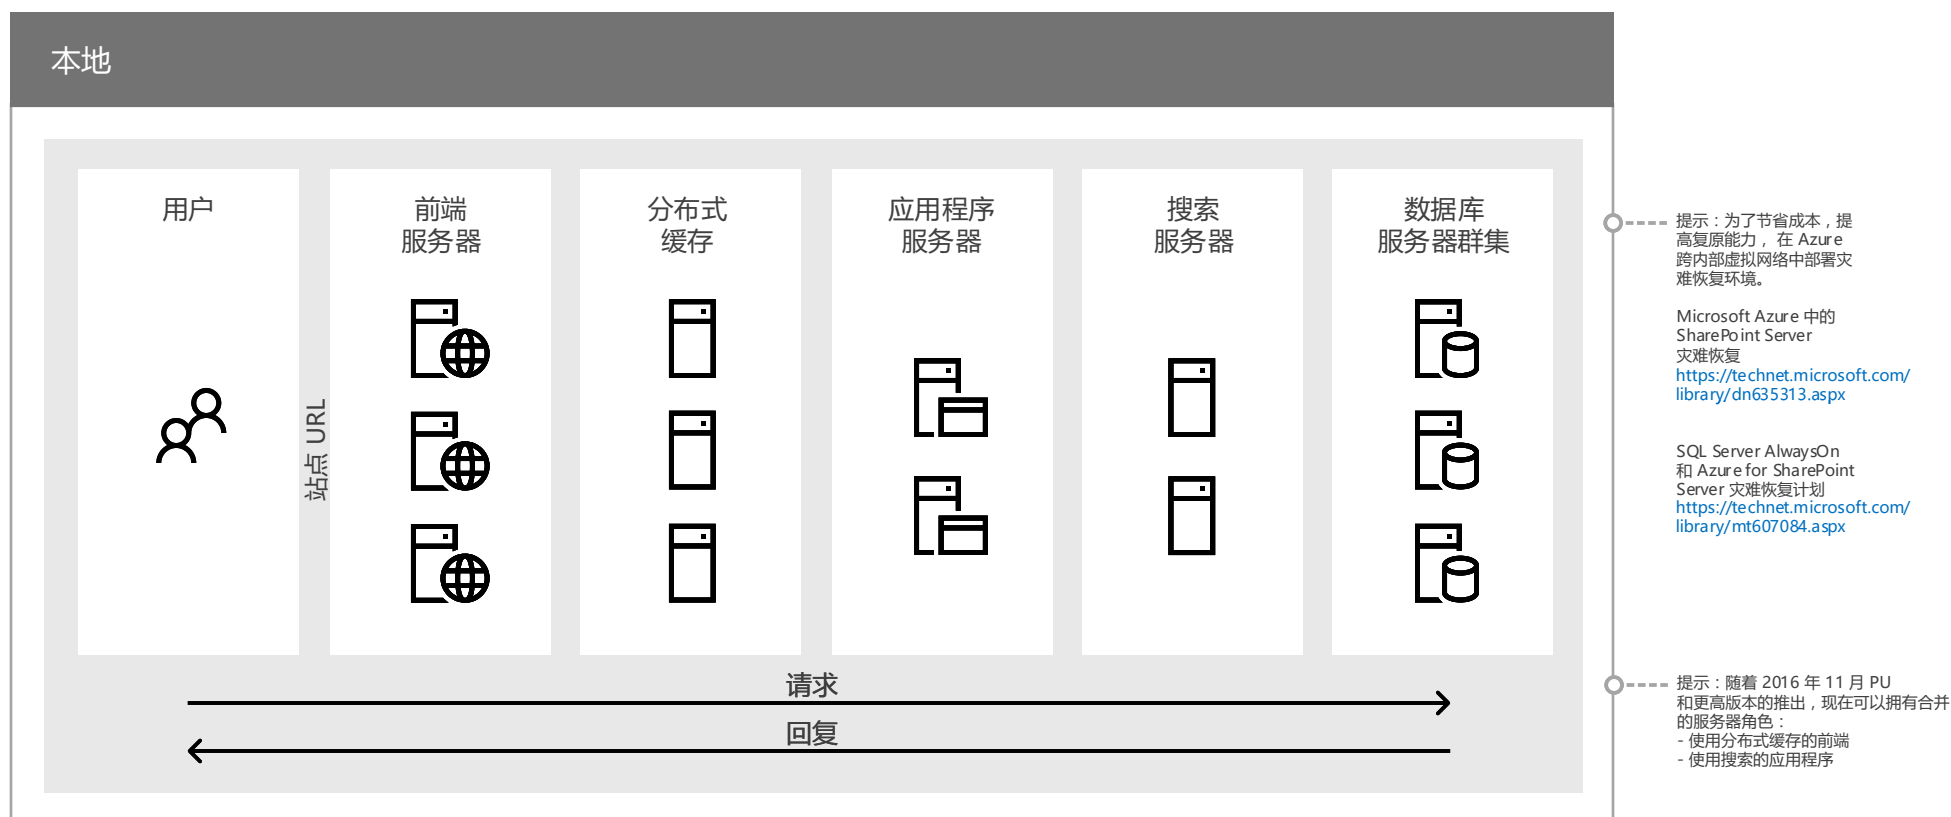 本地
用户
前端
服务器
分布式
缓存
应用程序
服务器
搜索
服务器
数据库
服务器群集
站点 URL
请求
回复
提示：为了节省成本，提
高复原能力， 在 Azure
跨内部虚拟网络中部署灾
难恢复环境。
Microsoft Azure 中的
SharePoint Server
灾难恢复
https://technet.microsoft.com/
library/dn635313.aspx
SQL Server AlwaysOn
和 Azure for SharePoint
Server 灾难恢复计划
https://technet.microsoft.com/
library/mt607084.aspx
提示：随着 2016 年 11 月 PU
和更高版本的推出，现在可以拥有合并
的服务器角色：
- 使用分布式缓存的前端
- 使用搜索的应用程序